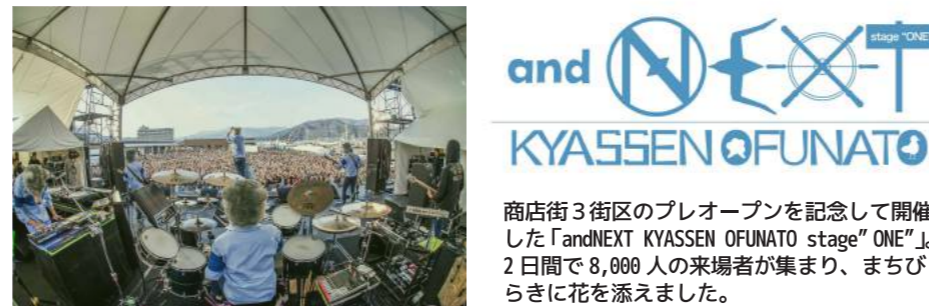 and NEXT stage "ONE"
KYASSEN OFUNATO
商店街３街区のプレオープンを記念して開催
した「andNEXT KYASSEN OFUNATO stage”ONE”」。
2 日間で 8,000 人の来場者が集まり、まちび
らきに花を添えました。